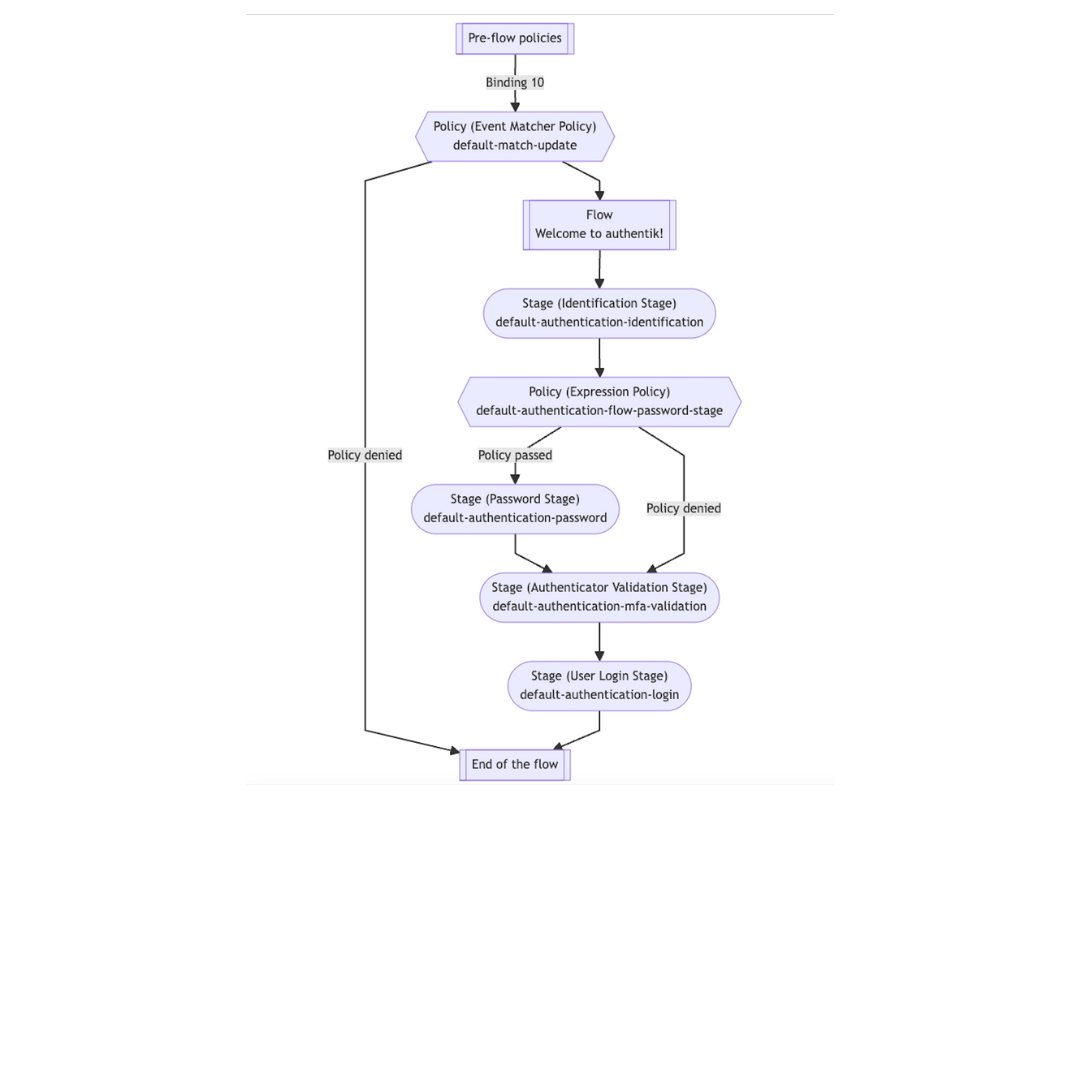 Pre-flow policies
Binding 10
Policy (Event Matcher Policy)
default-match-update
Flow
Welcome to authentik!
Stage (Identification Stage)
default-authentication-identification
Policy (Expression Policy)
default-authentication-flow-password-stage
Policy denied
Policy passed
Stage (Password Stage)
default-authentication-password
Policy denied
Stage (Authenticator Validation Stage)
default-authentication-mfa-validation
Stage (User Login Stage)
default-authentication-login
End of the flow